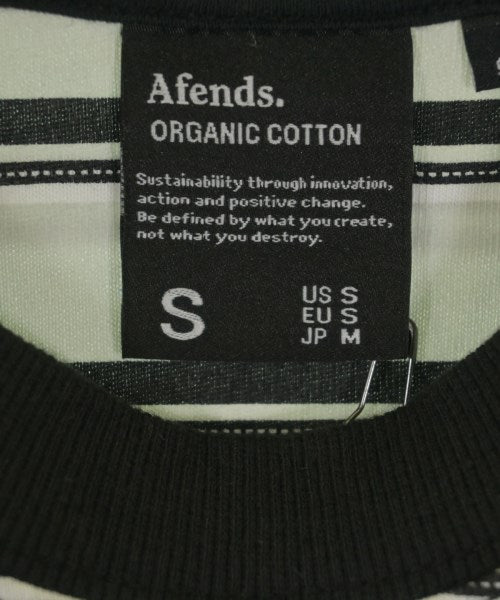 Afends.
ORGANIC COTTON
Sustainability through innovation,
action and positive change.
Be defined by what you create,
not what you destroy.
S
US S
EU S
JP M